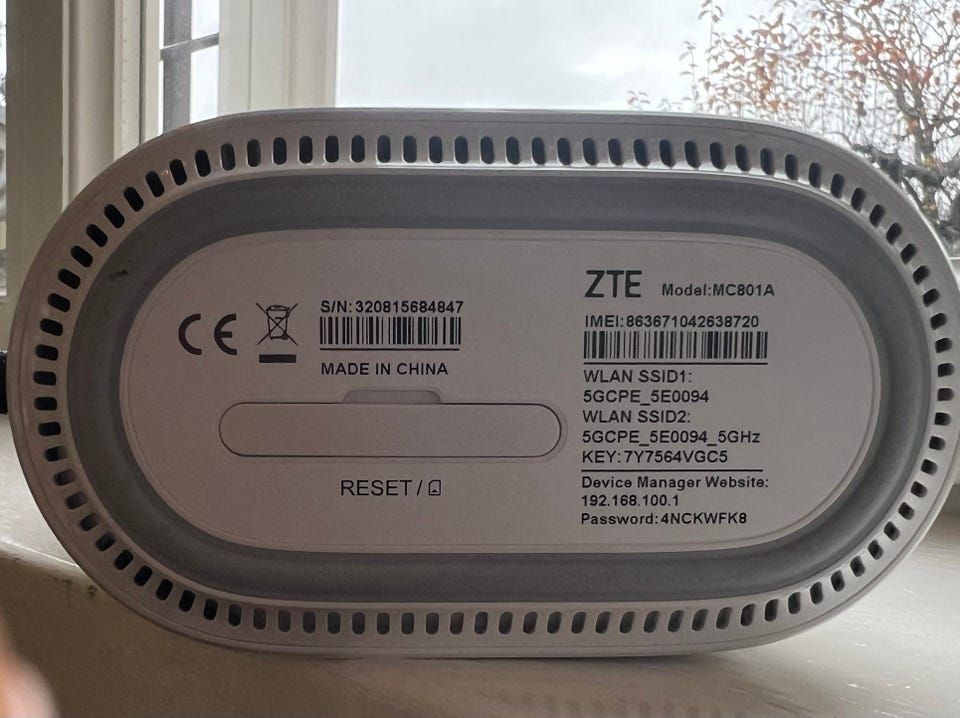 S/N:320815684847
MADE IN CHINA
RESET/
ZTE Model:MC801A
IMEI:863671042638720
WLAN SSID1:
5GCPE_5E0094
WLAN SSID2:
5GCPE_5E0094_5GHz
KEY:7Y7564VGC5
Device Manager Website:
192.168.100.1
Password:4NCKWFK8